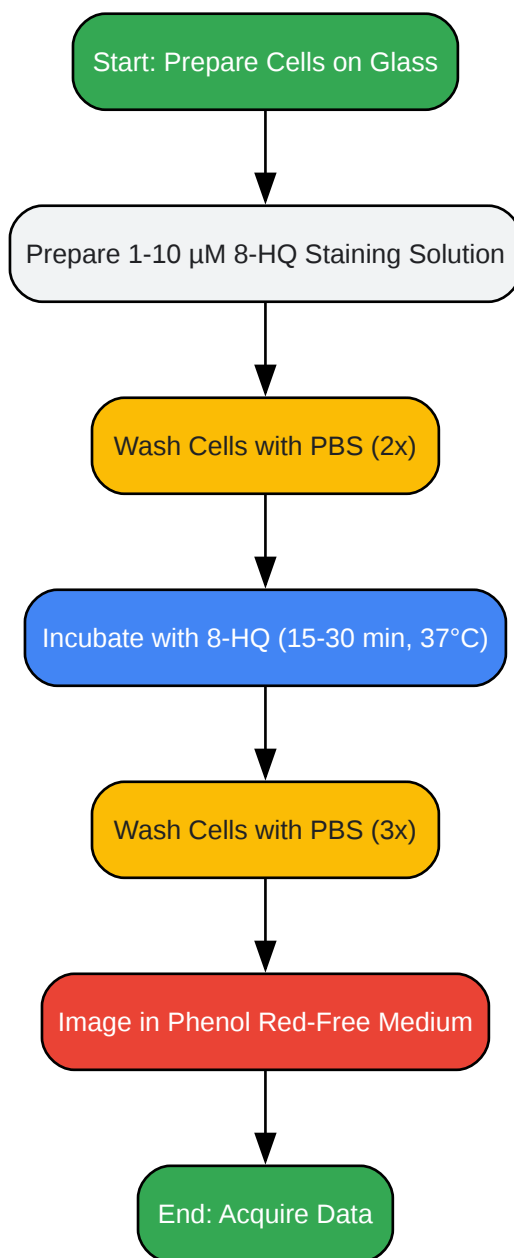 Start: Prepare Cells on Glass
Prepare 1-10 µM 8-HQ Staining Solution
Wash Cells with PBS (2x)
Incubate with 8-HQ (15-30 min, 37°C)
Wash Cells with PBS (3x)
Image in Phenol Red-Free Medium
End: Acquire Data